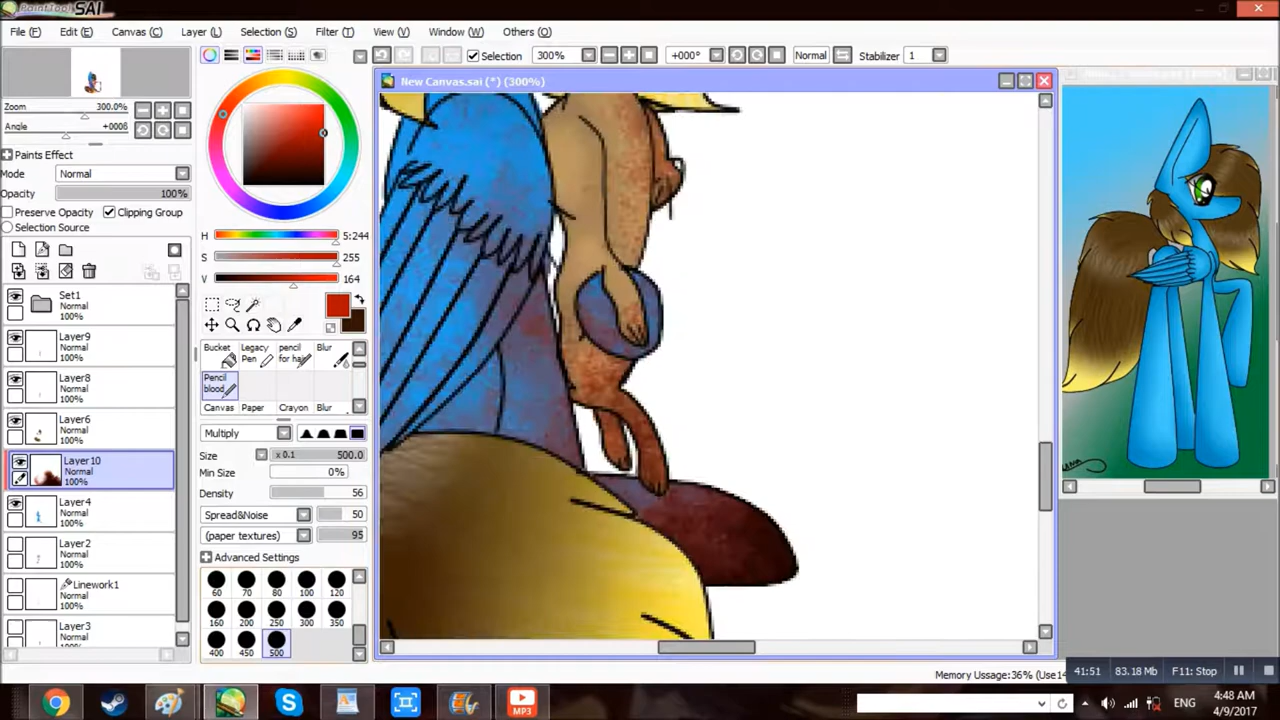 PaintTool SAI
File (F) Edit (E) Canvas (C) Layer (L) Selection (S) Filter (T) View (V) Window (W) Others (O)
Selection 300% +000° Normal Stabilizer 1
New Canvas.sai (*) (300%)
Zoom 300.0%
Angle +000θ
Paints Effect
Mode Normal
Opacity 100%
Preserve Opacity Clipping Group
Selection Source
Set1
Normal
100%
Layer9
Normal
100%
Layer8
Normal
100%
Layer6
Normal
100%
Layer10
Normal
100%
Layer4
Normal
100%
Layer2
Normal
100%
Linework1
Normal
100%
Layer3
Normal
100%
H 5:244
S 255
V 164
Bucket Legacy Pen pencil for hair Blur
Pencil blood
Canvas Paper Crayon Blur
Multiply
Size x 0.1 500.0
Min Size 0%
Density 56
Spread&Noise 50
(paper textures) 95
Advanced Settings
60 70 80 100 120
160 200 250 300 350
400 450 500
Memory Ussage:36% (Use14
41:51 83.18 Mb F11: Stop
MP3
ENG
4:48 AM
4/9/2017